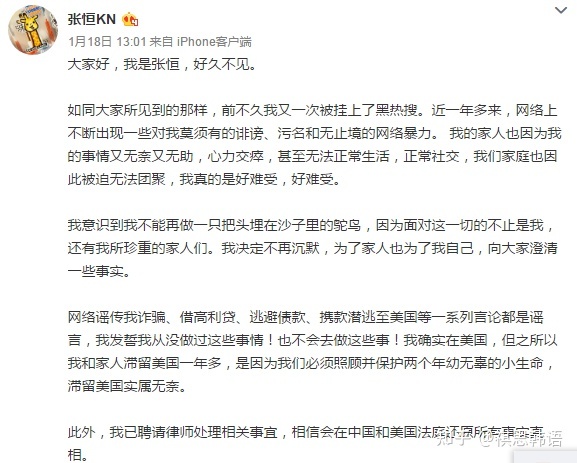 张恒KN
1月18日 13:01 来自 iPhone客户端
大家好，我是张恒，好久不见。
如同大家所见到的那样，前不久我又一次被挂上了黑热搜。近一年多来，网络上
不断出现一些对我莫须有的诽谤、污名和无止境的网络暴力。 我的家人也因为我
的事情又无奈又无助，心力交瘁，甚至无法正常生活，正常社交，我们家庭也因
此被迫无法团聚，我真的是好难受，好难受。
我意识到我不能再做一只把头埋在沙子里的鸵鸟，因为面对这一切的不止是我，
还有我所珍重的家人们。我决定不再沉默，为了家人也为了我自己，向大家澄清
一些事实。
网络谣传我诈骗、借高利贷、逃避债款、携款潜逃至美国等一系列言论都是谣
言，我发誓我从没做过这些事情！也不会去做这些事！我确实在美国，但之所以
我和家人滞留美国一年多，是因为我们必须照顾并保护两个年幼无辜的小生命，
滞留美国实属无奈。
此外，我已聘请律师处理相关事宜，相信会在中国和美国法庭还原所有事实真
相。
知乎 @祺思韩语